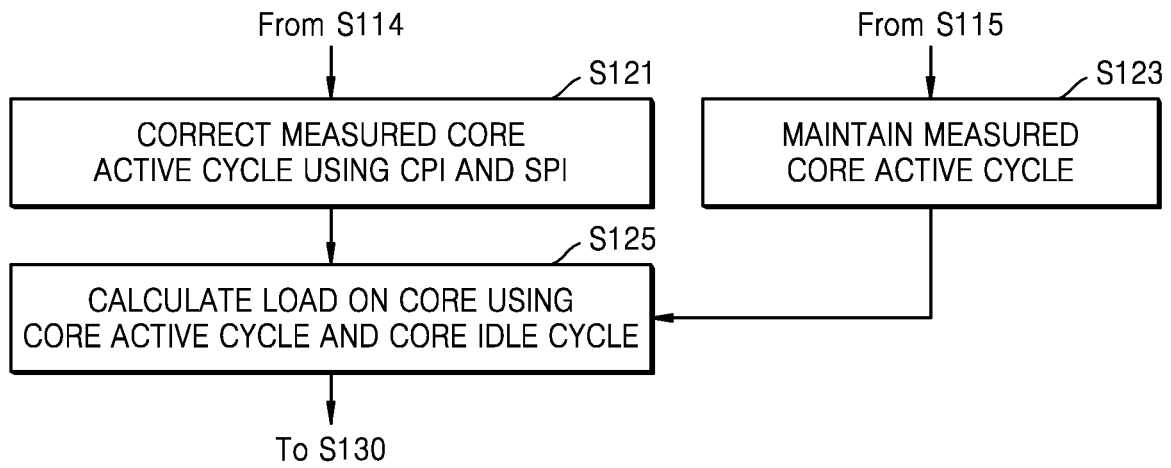 From S114
From S115
S121
S123
CORRECT MEASURED CORE
ACTIVE CYCLE USING CPI AND SPI
MAINTAIN MEASURED
CORE ACTIVE CYCLE
S125
CALCULATE LOAD ON CORE USING
CORE ACTIVE CYCLE AND CORE IDLE CYCLE
To S130